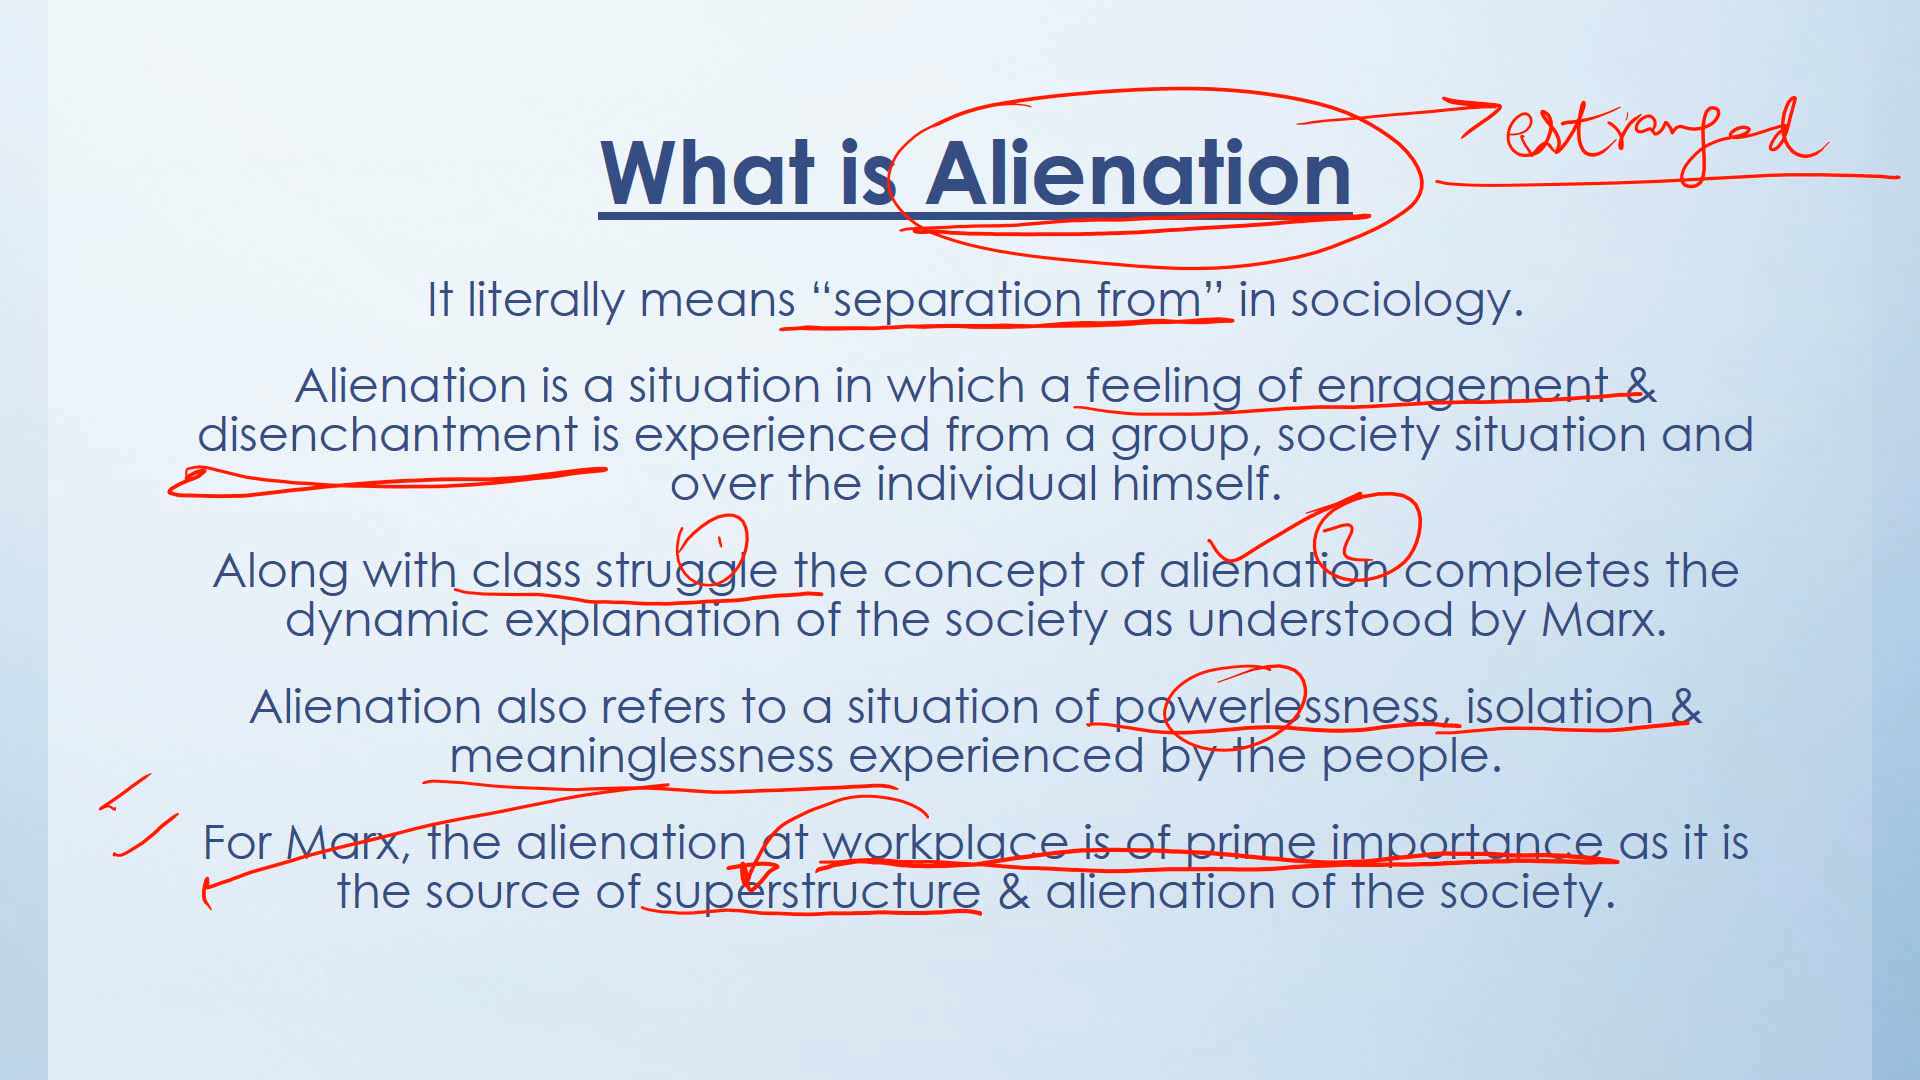 What is Alienation
estranged
It literally means “separation from” in sociology.
Alienation is a situation in which a feeling of enragement &
disenchantment is experienced from a group, society situation and
over the individual himself.
1
2
Along with class struggle the concept of alienation completes the
dynamic explanation of the society as understood by Marx.
Alienation also refers to a situation of powerlessness, isolation &
meaninglessness experienced by the people.
For Marx, the alienation at workplace is of prime importance as it is
the source of superstructure & alienation of the society.